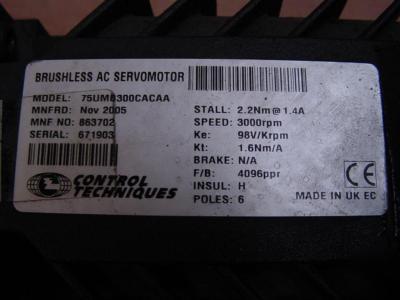 BRUSHLESS AC SERVOMOTOR
MODEL: 75UMB300CACAA
MNFRD: Nov 2005
MNF NO: 863702
SERIAL: 671903
STALL: 2.2Nm@1.4A
SPEED: 3000rpm
Ke: 98V/Krpm
Kt: 1.6Nm/A
BRAKE: N/A
F/B: 4096ppr
INSUL: H
POLES: 6
CONTROL
TECHNIQUES
CE
MADE IN UK EC